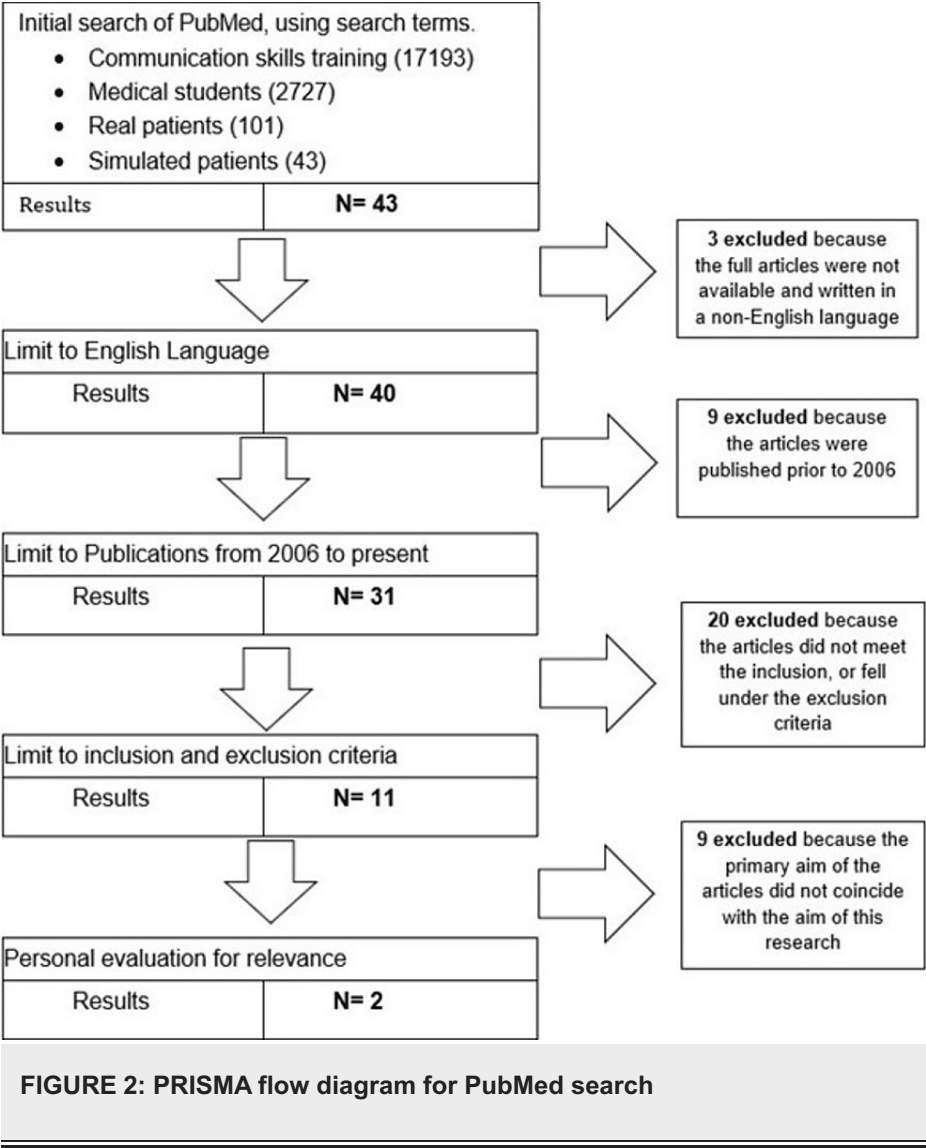 Initial search of PubMed, using search terms.
• Communication skills training (17193)
• Medical students (2727)
• Real patients (101)
• Simulated patients (43)
Results N= 43
3 excluded because
the full articles were not
available and written in
a non-English language
Limit to English Language
Results N= 40
9 excluded because
the articles were
published prior to 2006
Limit to Publications from 2006 to present
Results N= 31
20 excluded because
the articles did not meet
the inclusion, or fell
under the exclusion
criteria
Limit to inclusion and exclusion criteria
Results N= 11
9 excluded because the
primary aim of the
articles did not coincide
with the aim of this
research
Personal evaluation for relevance
Results N= 2
FIGURE 2: PRISMA flow diagram for PubMed search